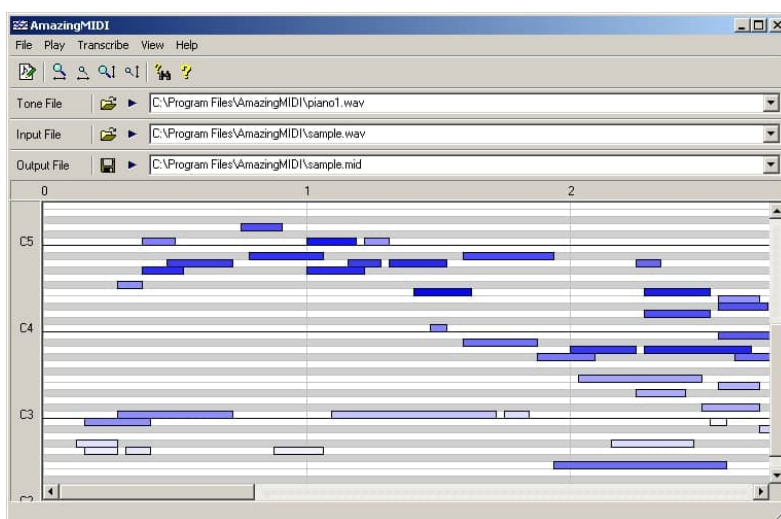 AmazingMIDI
File Play Transcribe View Help
Tone File C:\Program Files\AmazingMIDI\piano1.wav
Input File C:\Program Files\AmazingMIDI\sample.wav
Output File C:\Program Files\AmazingMIDI\sample.mid
0 1 2
C5
C4
C3
C2